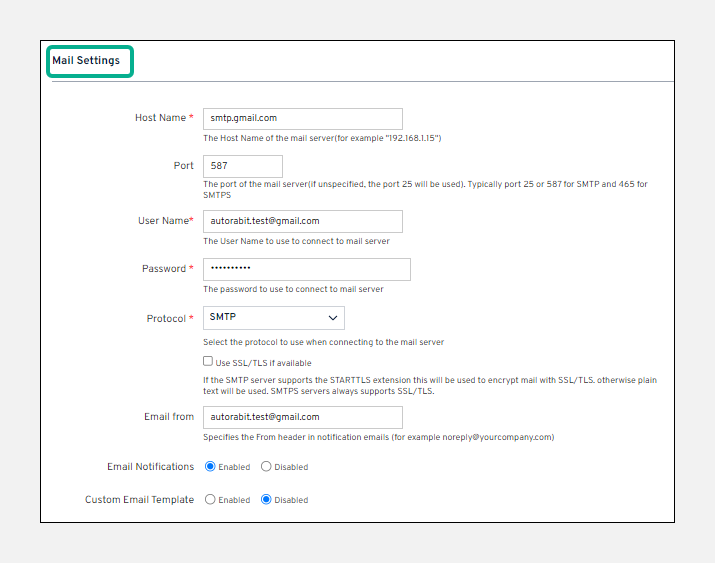 Mail Settings
Host Name *
smtp.gmail.com
The Host Name of the mail server(for example "192.168.1.15")
Port
587
The port of the mail server(if unspecified, the port 25 will be used). Typically port 25 or 587 for SMTP and 465 for
SMTPS
User Name*
autorabit.test@gmail.com
The User Name to use to connect to mail server
Password *
••••••••••
The password to use to connect to mail server
Protocol *
SMTP
Select the protocol to use when connecting to the mail server
Use SSL/TLS if available
If the SMTP server supports the STARTTLS extension this will be used to encrypt mail with SSL/TLS. otherwise plain
text will be used. SMTPS servers always supports SSL/TLS.
Email from
autorabit.test@gmail.com
Specifies the From header in notification emails (for example noreply@yourcompany.com)
Email Notifications
Enabled Disabled
Custom Email Template
Enabled Disabled